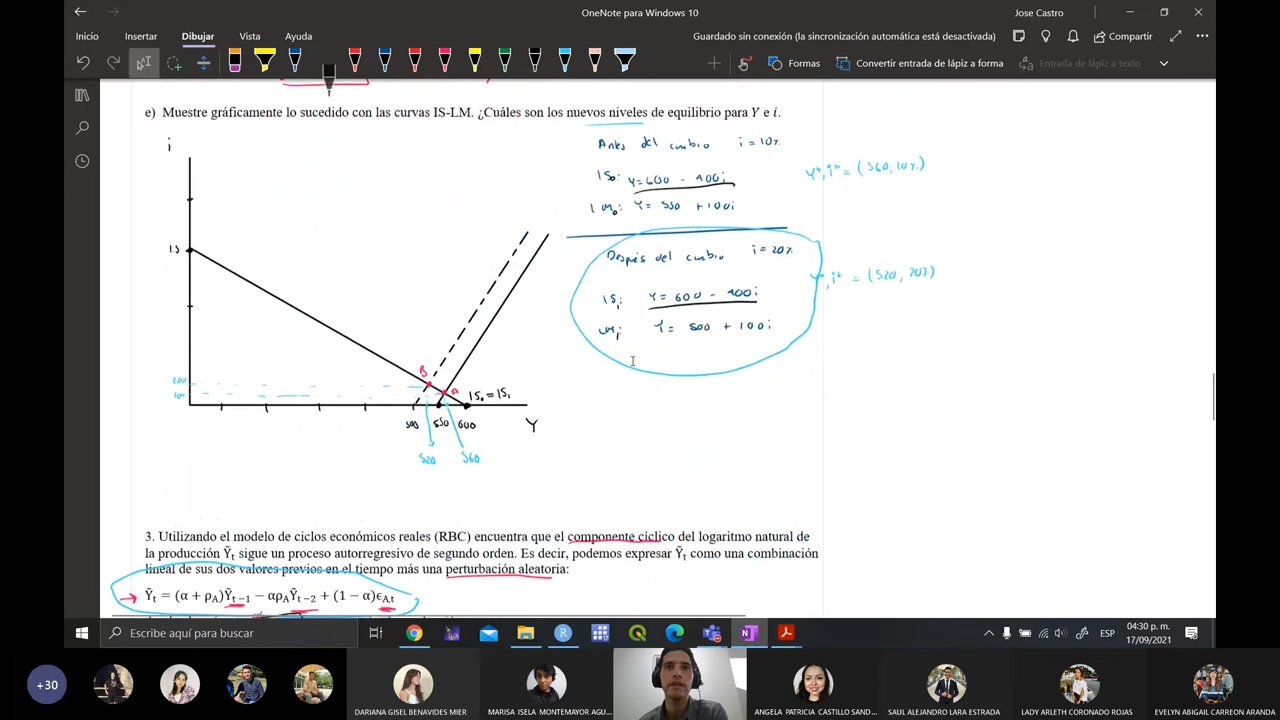 OneNote para Windows 10
Jose Castro
Inicio Insertar Dibujar Vista Ayuda
Guardado sin conexión (la sincronización automática está desactivada)
Compartir
Formas
Convertir entrada de lápiz a forma
Entrada de lápiz a texto
e) Muestre gráficamente lo sucedido con las curvas IS-LM. ¿Cuáles son los nuevos niveles de equilibrio para Y e i.
i
1.5
20%
10%
B
A
IS₀ = IS₁
500 550 600
Y
520 560
Antes del cambio i = 10%
IS₀: Y = 600 - 400i
LM₀: Y = 550 + 100i
Y*, i* = (560, 10%)
Después del cambio i = 20%
IS₁: Y = 600 - 400i
LM₁: Y = 500 + 100i
Y*, i* = (520, 20%)
3. Utilizando el modelo de ciclos económicos reales (RBC) encuentra que el componente cíclico del logaritmo natural de
la producción Ỹt sigue un proceso autorregresivo de segundo orden. Es decir, podemos expresar Ỹt como una combinación
lineal de sus dos valores previos en el tiempo más una perturbación aleatoria:
Ỹt = (α + ρA)Ỹt−1 − αρAỸt−2 + (1 − α)ϵA,t
Escribe aquí para buscar
ESP
04:30 p. m.
17/09/2021
+30
DARIANA GISEL BENAVIDES MIER
MARISA ISELA MONTEMAYOR AGU...
ANGELA PATRICIA CASTILLO SAND...
SAUL ALEJANDRO LARA ESTRADA
LADY ARLETH CORONADO ROJAS
EVELYN ABIGAIL CARREON ARANDA